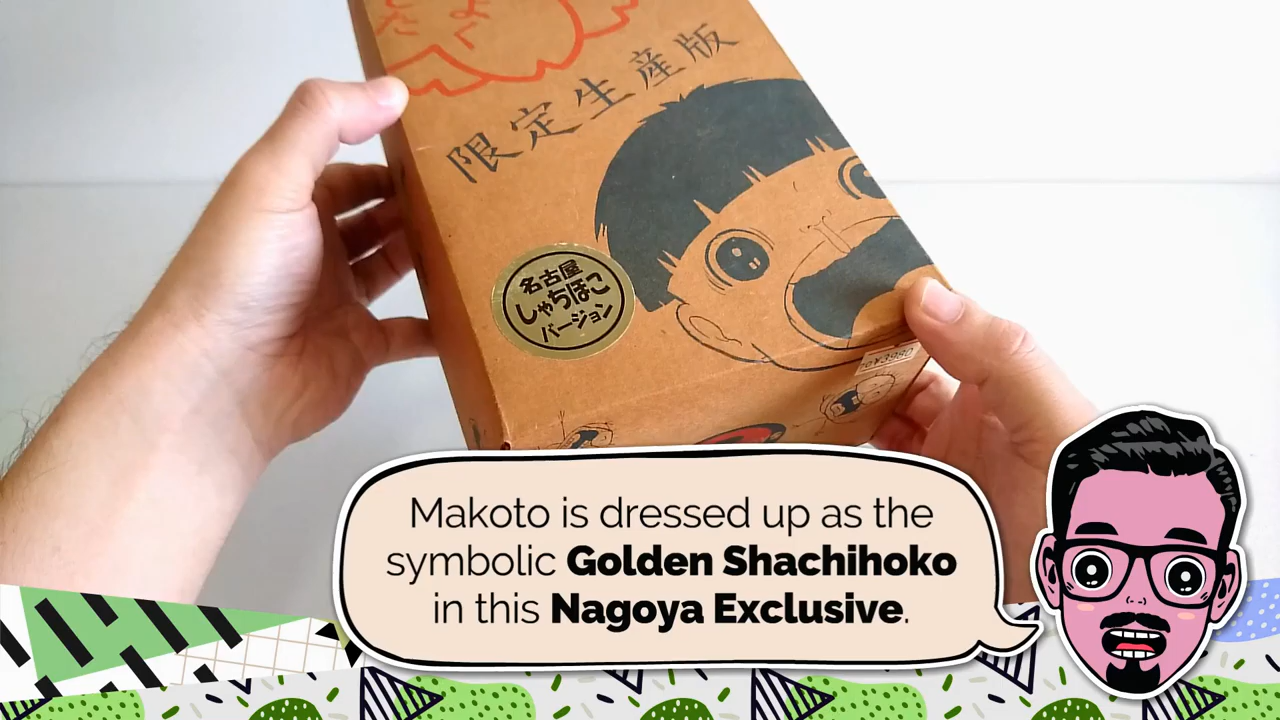 限定生産版
名古屋
しゃちほこ
バージョン
¥3980
Makoto is dressed up as the
symbolic Golden Shachihoko
in this Nagoya Exclusive.